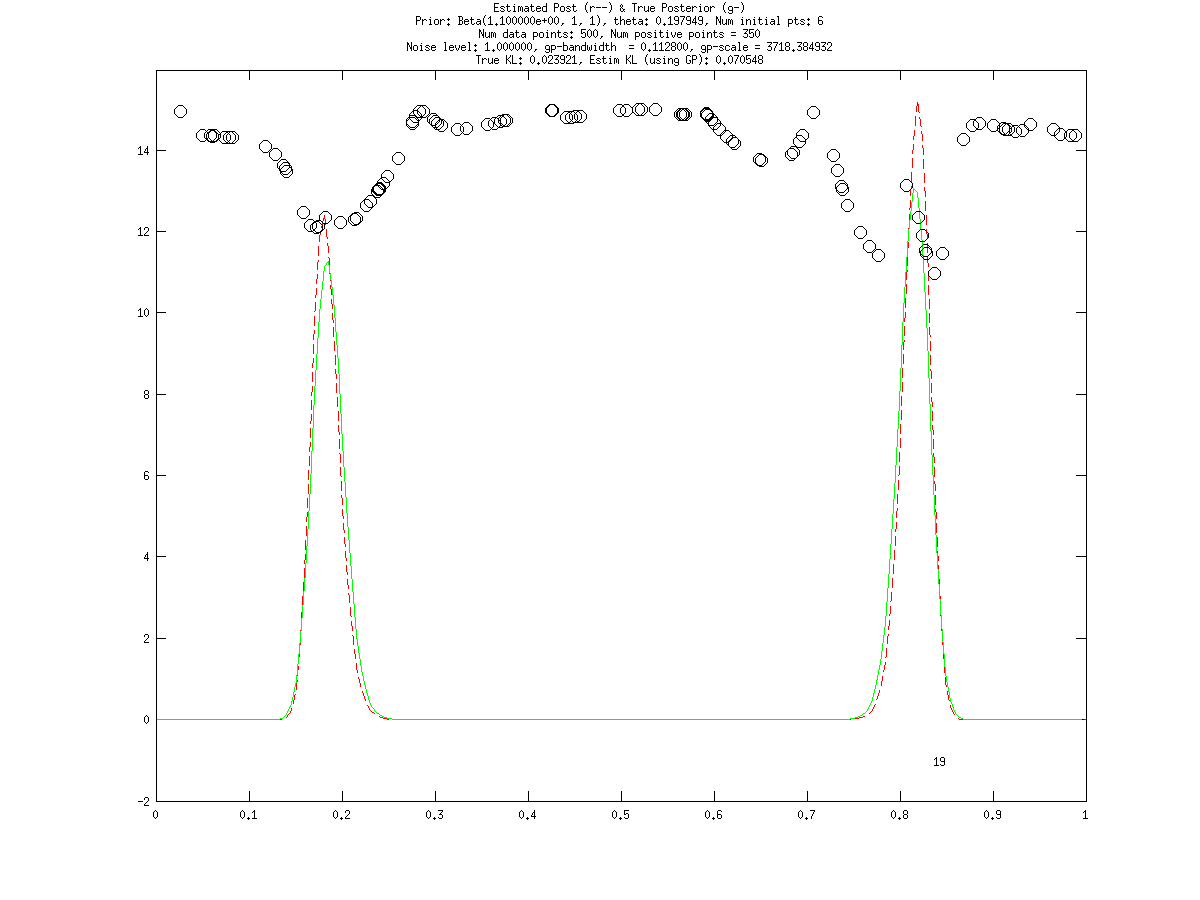 Estimated Post (r--) & True Posterior (g-)
Prior: Beta(1.100000e+00, 1, 1), theta: 0.197949, Num initial pts: 6
Num data points: 500, Num positive points = 350
Noise level: 1.000000, gp-bandwidth  = 0.112800, gp-scale = 3718.384932
True KL: 0.023921, Estim KL (using GP): 0.070548
14
12
10
8
6
4
2
0
19
-2
0 0.1 0.2 0.3 0.4 0.5 0.6 0.7 0.8 0.9 1